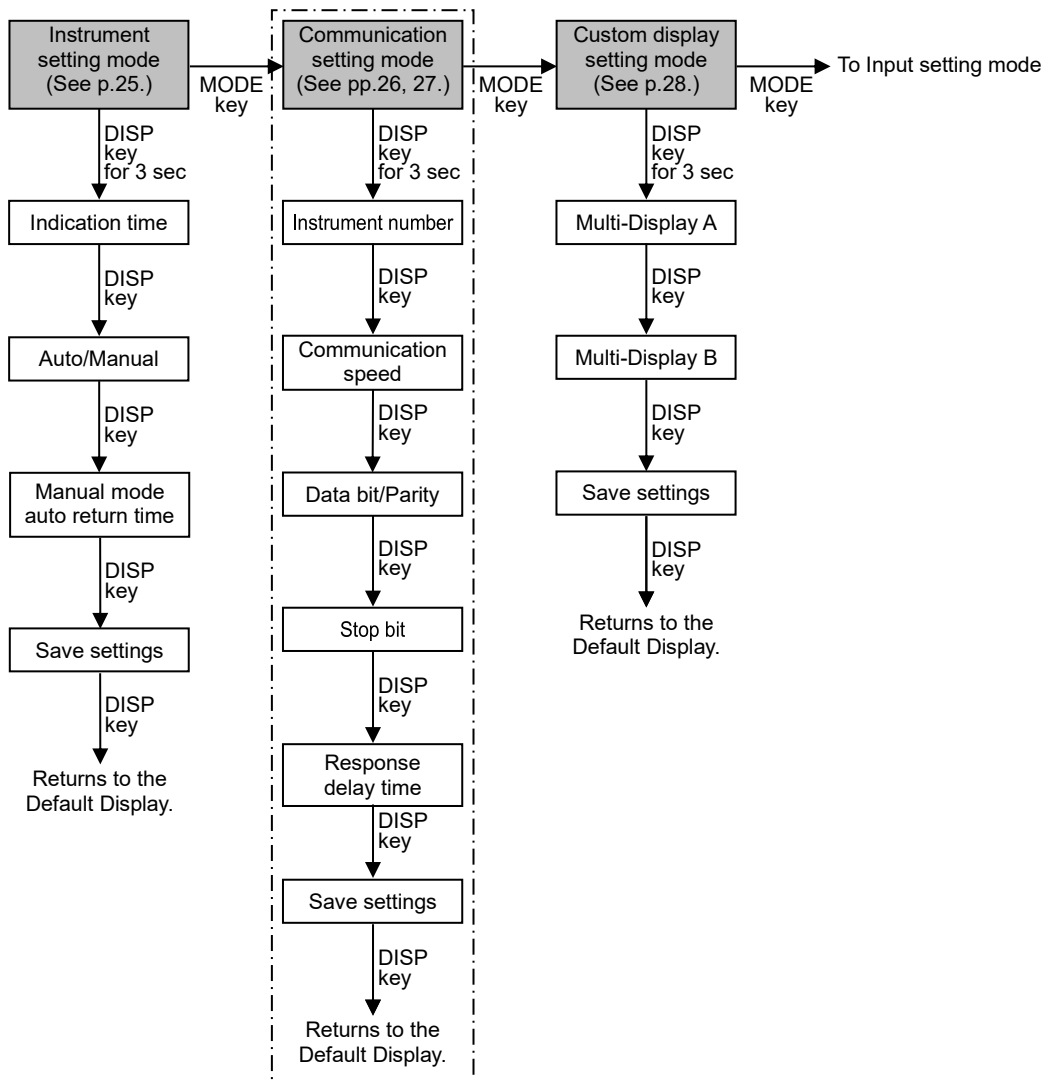 Instrument
setting mode
(See p.25.)
MODE
key
Communication
setting mode
(See pp.26, 27.)
MODE
key
Custom display
setting mode
(See p.28.)
MODE
key
To Input setting mode
DISP
key
for 3 sec
Indication time
DISP
key
Auto/Manual
DISP
key
Manual mode
auto return time
DISP
key
Save settings
DISP
key
Returns to the
Default Display.
DISP
key
for 3 sec
Instrument number
DISP
key
Communication
speed
DISP
key
Data bit/Parity
DISP
key
Stop bit
DISP
key
Response
delay time
DISP
key
Save settings
DISP
key
Returns to the
Default Display.
DISP
key
for 3 sec
Multi-Display A
DISP
key
Multi-Display B
DISP
key
Save settings
DISP
key
Returns to the
Default Display.